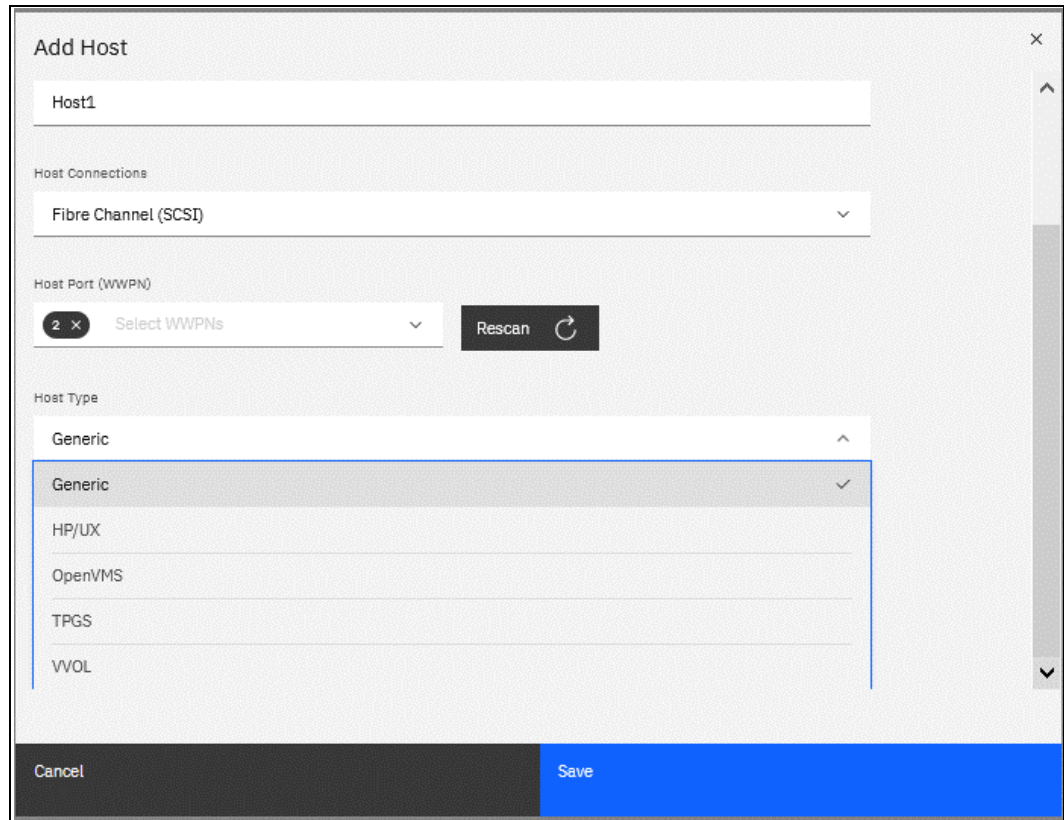 Add Host
Host1
Host Connections
Fibre Channel (SCSI)
Host Port (WWPN)
2 Select WWPNs
Rescan
Host Type
Generic
Generic
HP/UX
OpenVMS
TPGS
VVOL
Cancel
Save